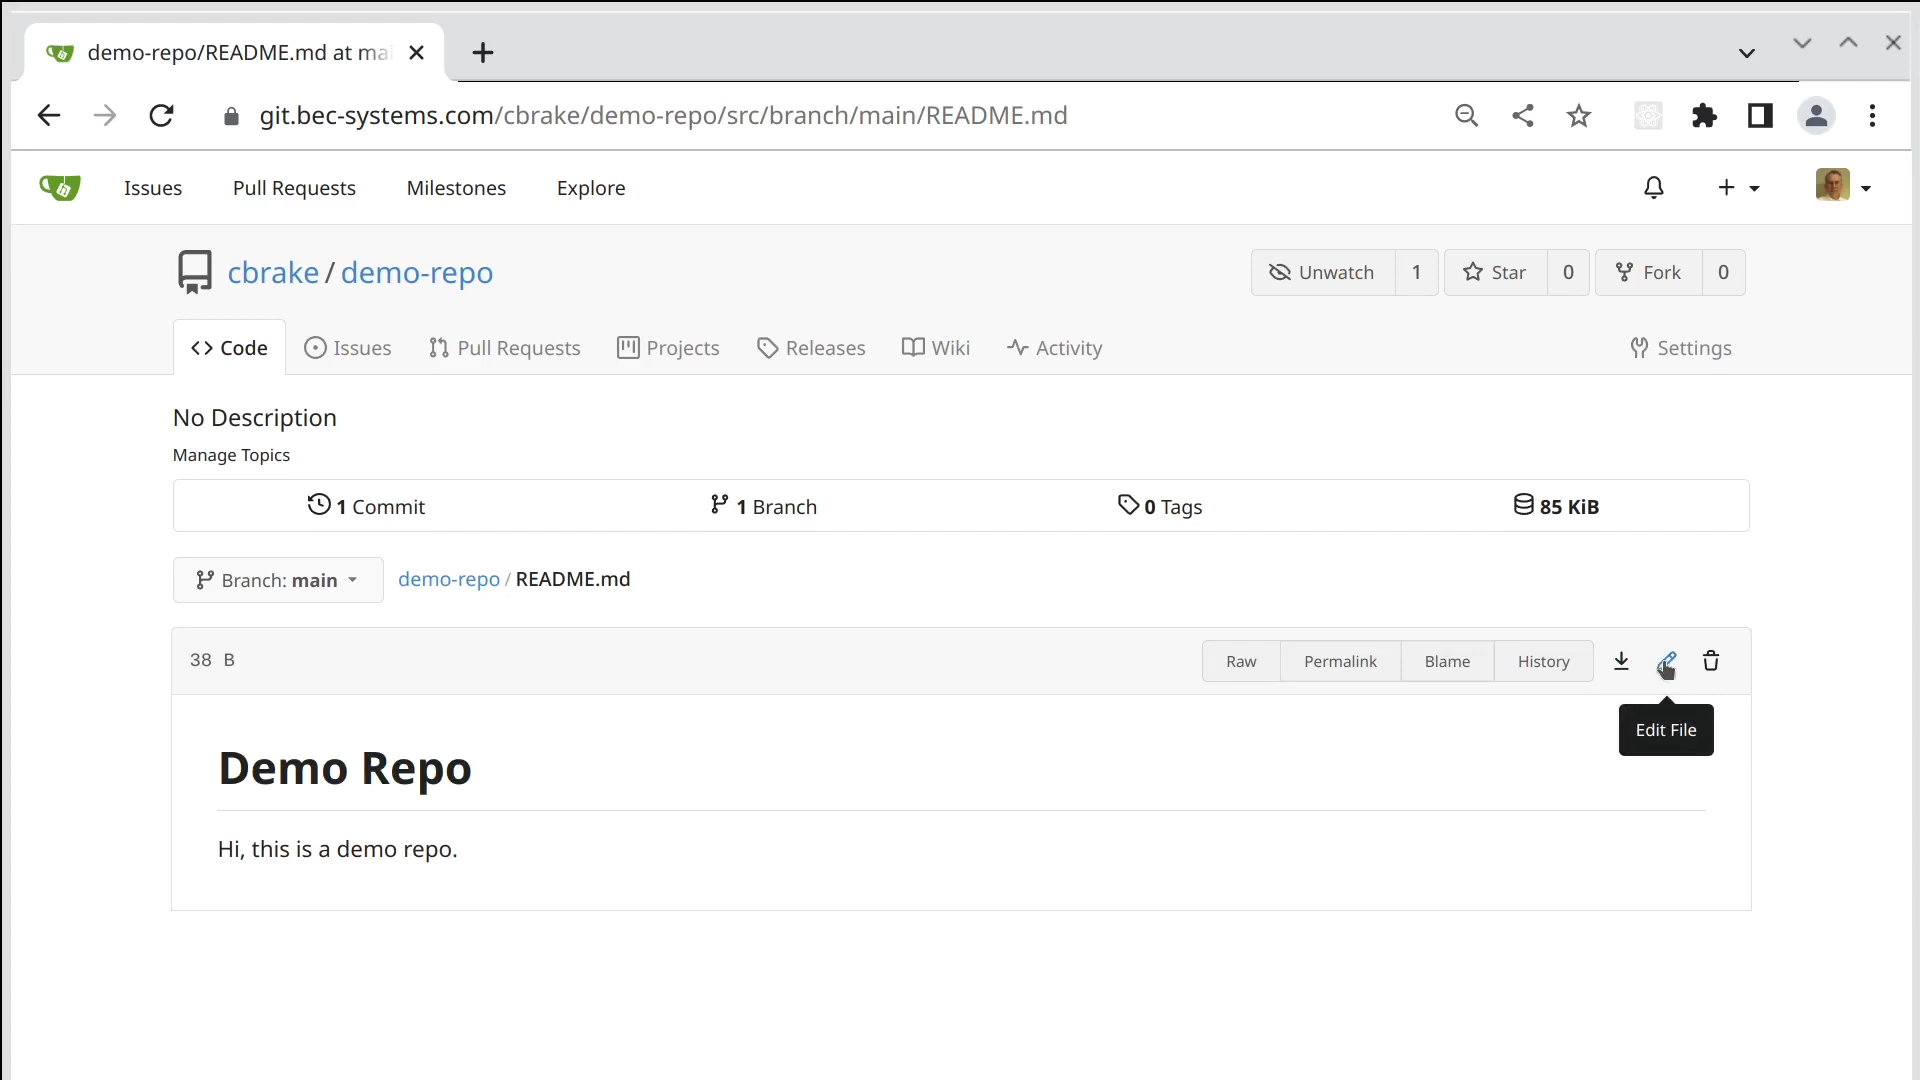 demo-repo/README.md at mai
git.bec-systems.com/cbrake/demo-repo/src/branch/main/README.md
Issues Pull Requests Milestones Explore
cbrake / demo-repo
Unwatch 1 Star 0 Fork 0
Code Issues Pull Requests Projects Releases Wiki Activity Settings
No Description
Manage Topics
1 Commit 1 Branch 0 Tags 85 KiB
Branch: main demo-repo / README.md
38 B Raw Permalink Blame History
Edit File
Demo Repo
Hi, this is a demo repo.